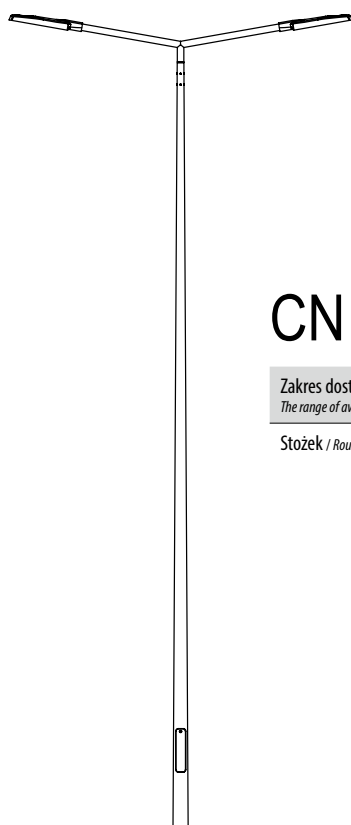 CN
Zakres
The range of
Stożek /